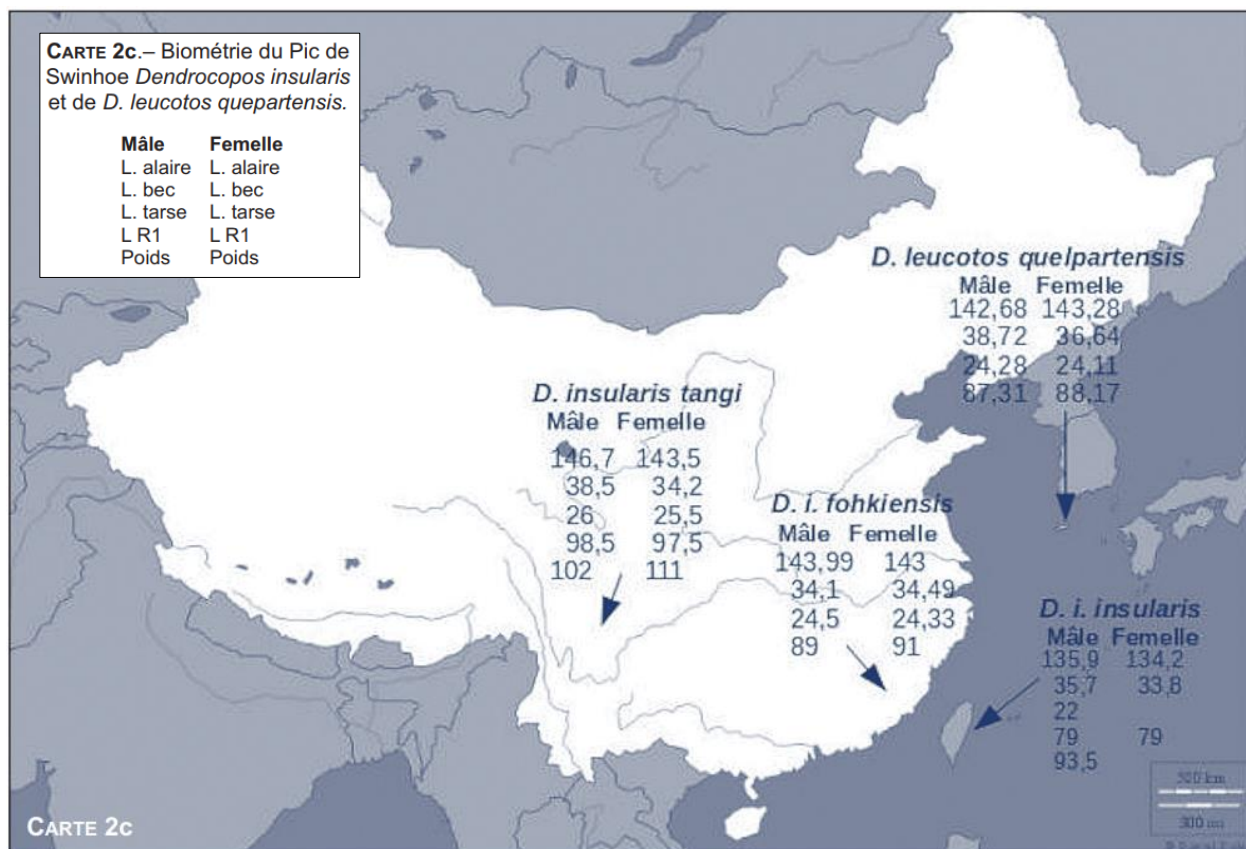 CARTE 2c.– Biométrie du Pic de
Swinhoe Dendrocopos insularis
et de D. leucotos quepartensis.
Mâle Femelle
L. alaire L. alaire
L. bec L. bec
L. tarse L. tarse
L R1 L R1
Poids Poids
D. leucotos quelpartensis
Mâle Femelle
142,68 143,28
38,72 36,64
24,28 24,11
87,31 88,17
D. insularis tangi
Mâle Femelle
146,7 143,5
38,5 34,2
26 25,5
98,5 97,5
102 111
D. i. fohkiensis
Mâle Femelle
143,99 143
34,1 34,49
24,5 24,33
89 91
D. i. insularis
Mâle Femelle
135,9 134,2
35,7 33,8
22
79 79
93,5
500 km
300 mi
CARTE 2c